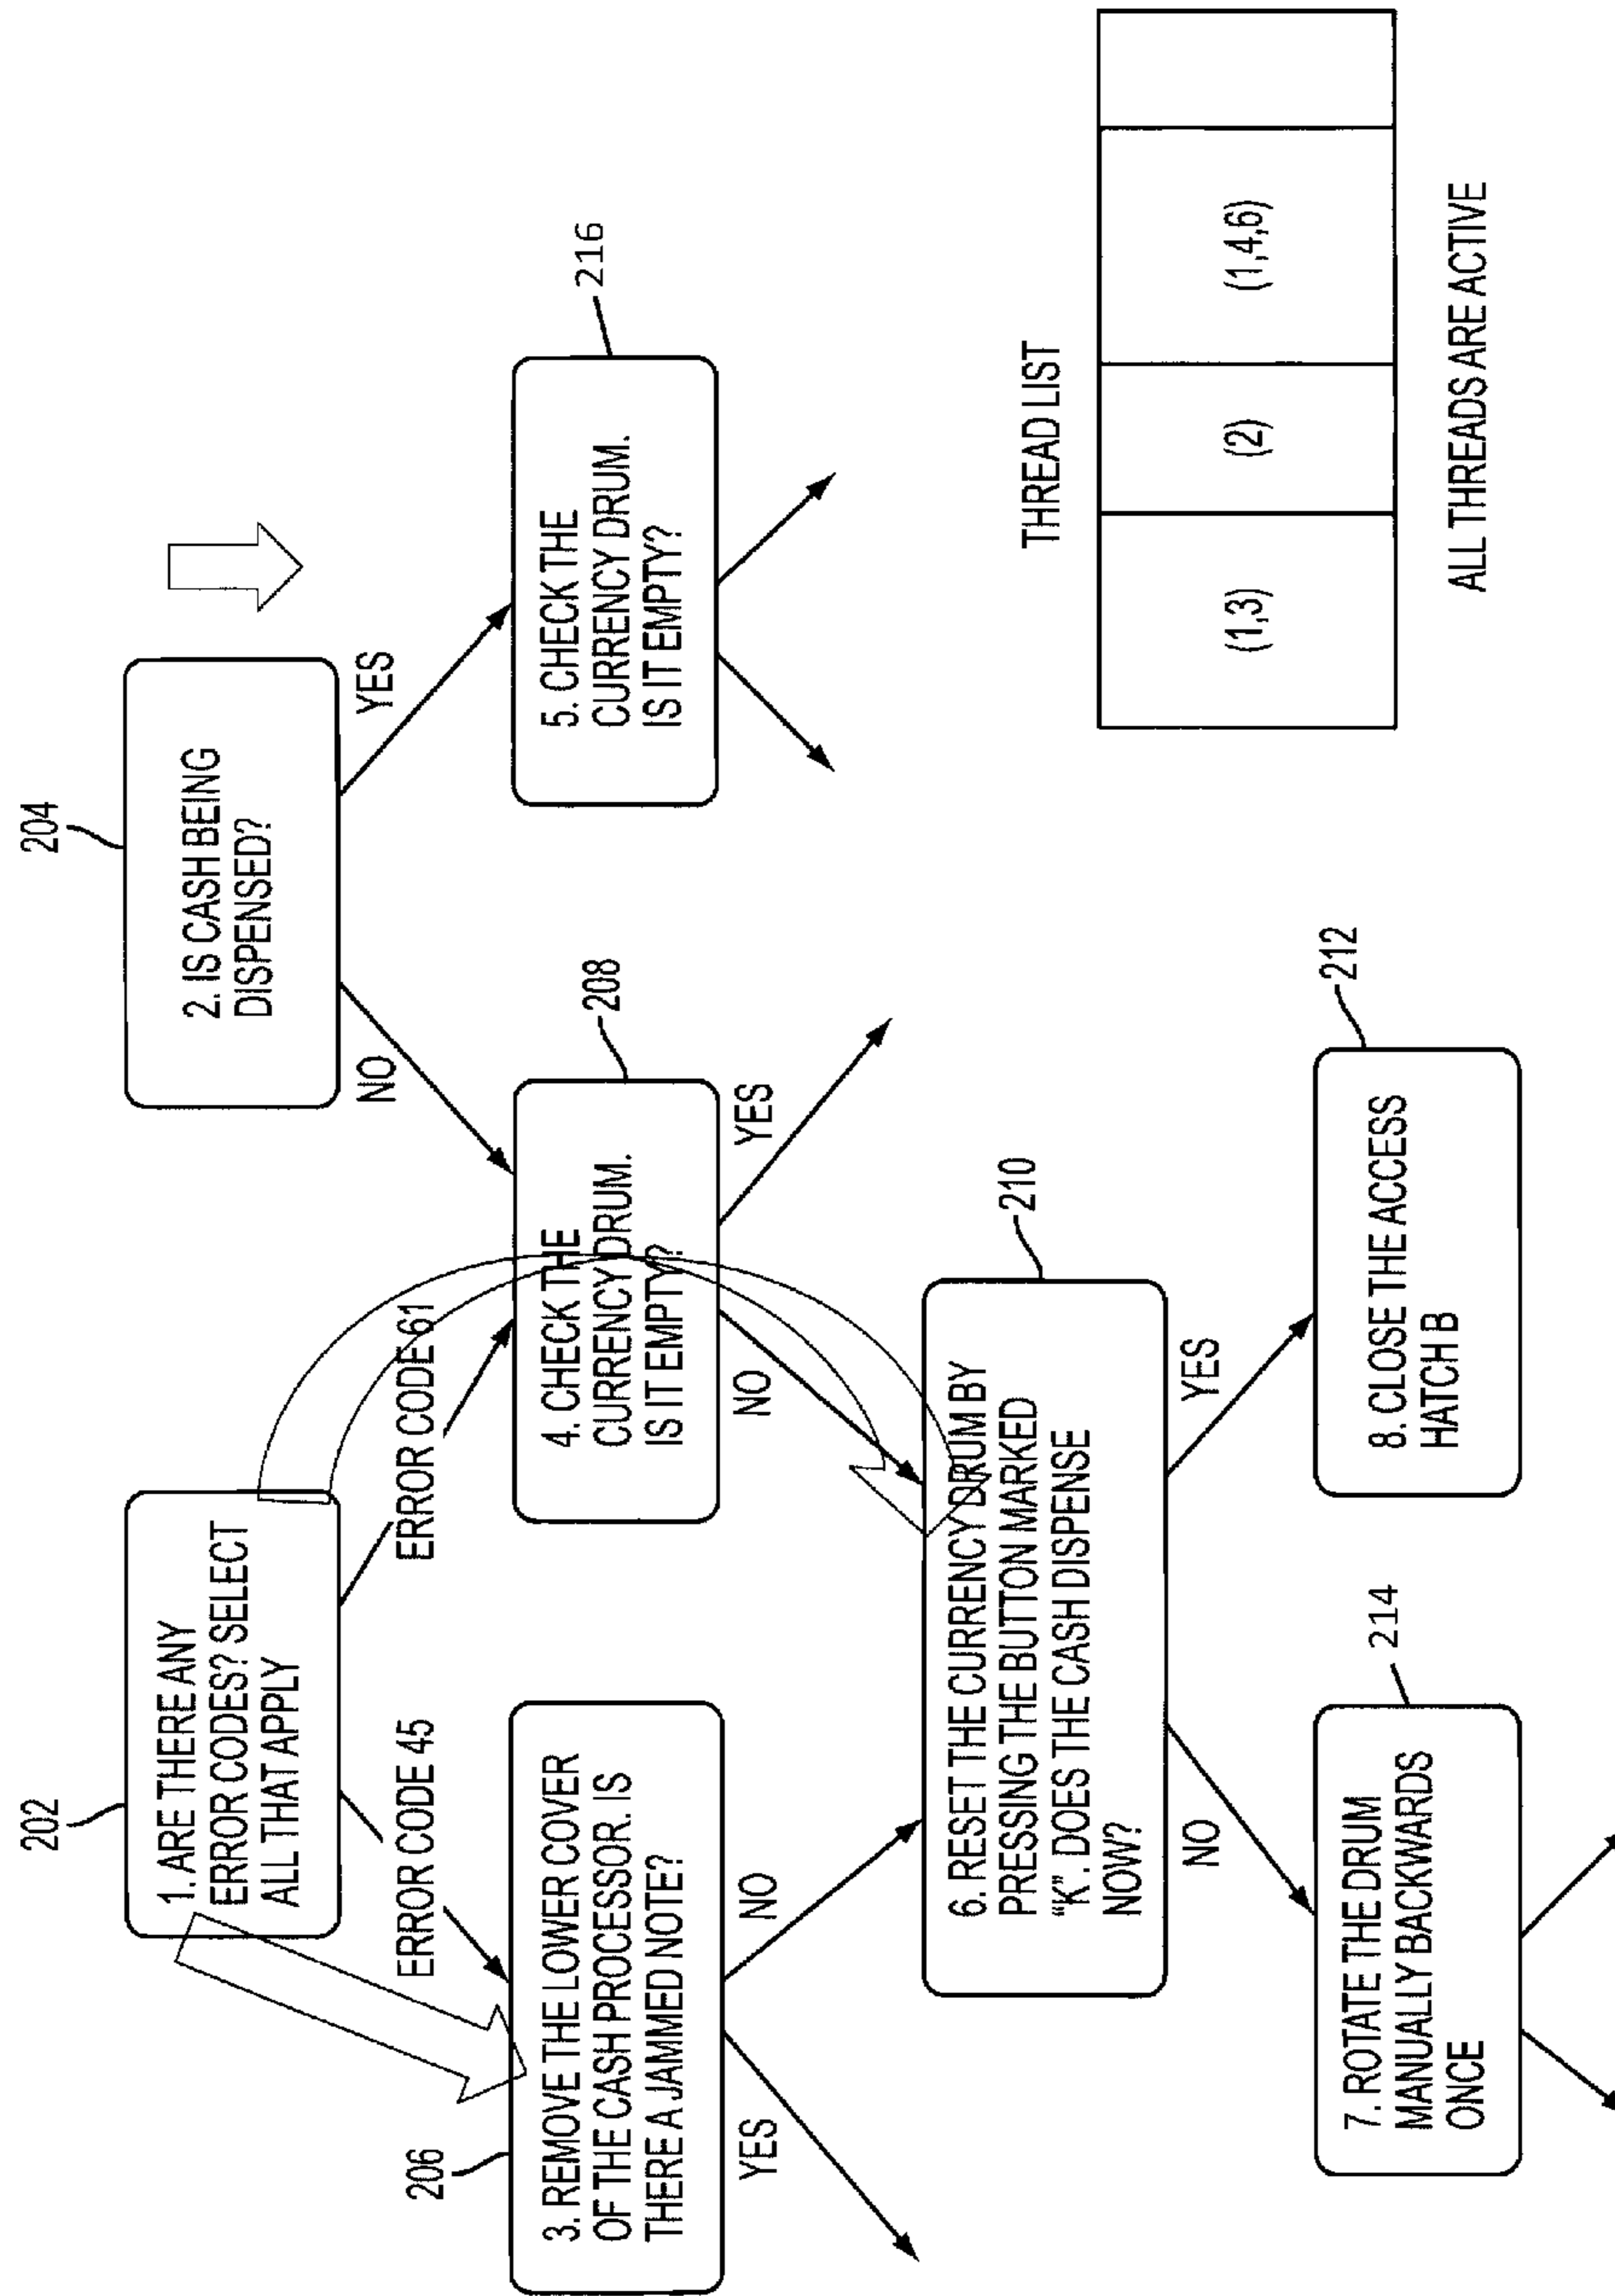 202
1. ARE THERE ANY
ERROR CODES? SELECT
ALL THAT APPLY
204
2. IS CASH BEING
DISPENSED?
ERROR CODE 45
ERROR CODE 61
NO
YES
206
3. REMOVE THE LOWER COVER
OF THE CASH PROCESSOR. IS
THERE A JAMMED NOTE?
208
4. CHECK THE
CURRENCY DRUM.
IS IT EMPTY?
216
5. CHECK THE
CURRENCY DRUM.
IS IT EMPTY?
YES
NO
NO
YES
210
6. RESET THE CURRENCY DRUM BY
PRESSING THE BUTTON MARKED
“K”. DOES THE CASH DISPENSE
NOW?
NO
YES
214
7. ROTATE THE DRUM
MANUALLY BACKWARDS
ONCE
212
8. CLOSE THE ACCESS
HATCH B
THREAD LIST
(1,3)
(2)
(1,4,6)
ALL THREADS ARE ACTIVE